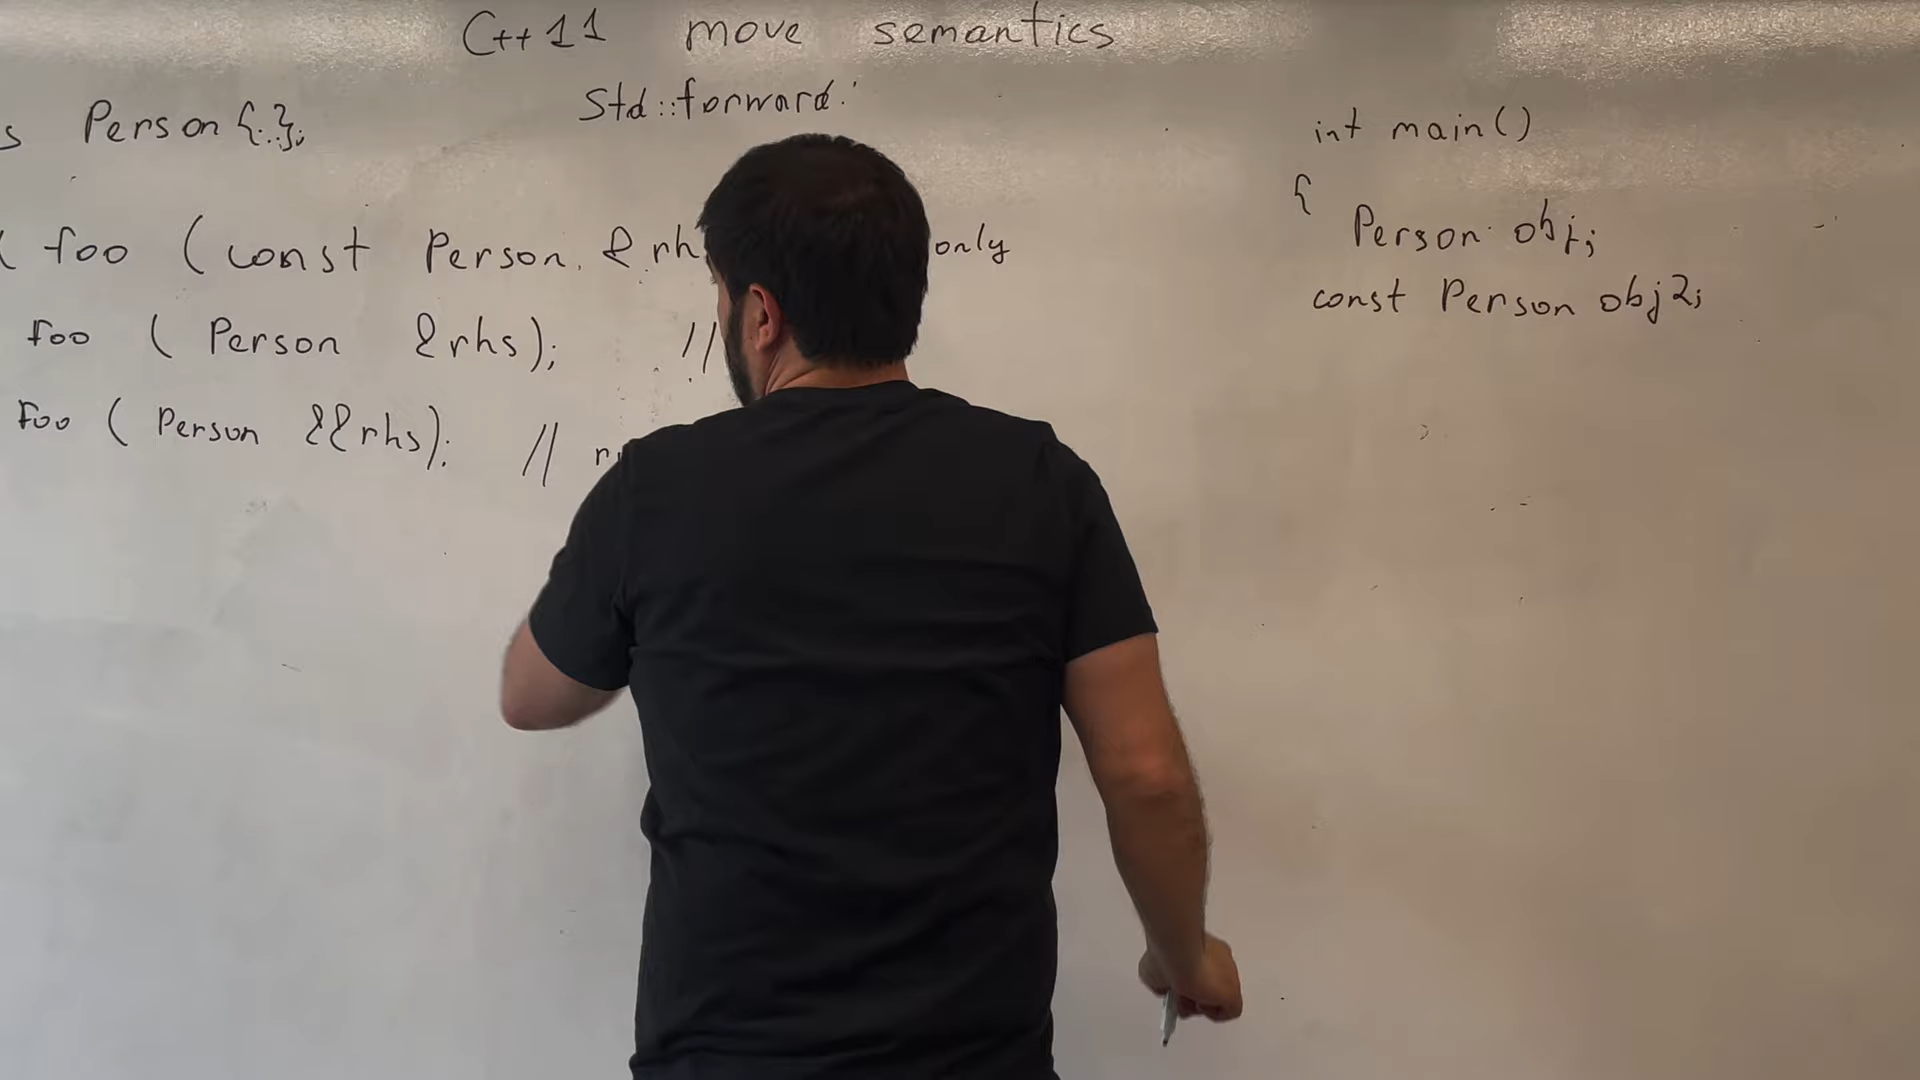 C++11 move semantics
std::forward.
s Person{..};
foo (const Person & rh only
foo ( Person &rhs); //
foo ( Person &&rhs); //
int main()
{
Person obj;
const Person obj2;